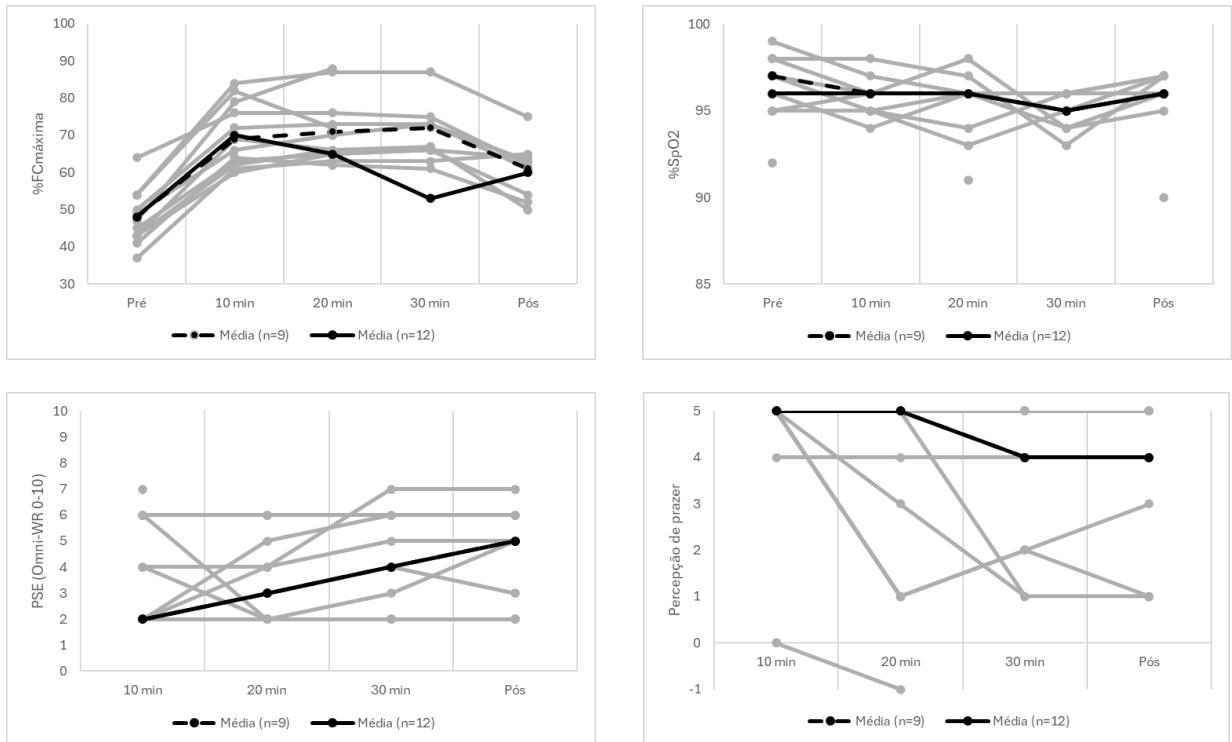 100
90
80
70
60
50
40
30
%FCmáxima
Pré 10 min 20 min 30 min Pós
Média (n=9) Média (n=12)
100
95
90
85
%SpO2
Pré 10 min 20 min 30 min Pós
Média (n=9) Média (n=12)
10
9
8
7
6
5
4
3
2
1
0
PSE (Omni-WR 0-10)
10 min 20 min 30 min Pós
Média (n=9) Média (n=12)
5
4
3
2
1
0
-1
Percepção de prazer
10 min 20 min 30 min Pós
Média (n=9) Média (n=12)